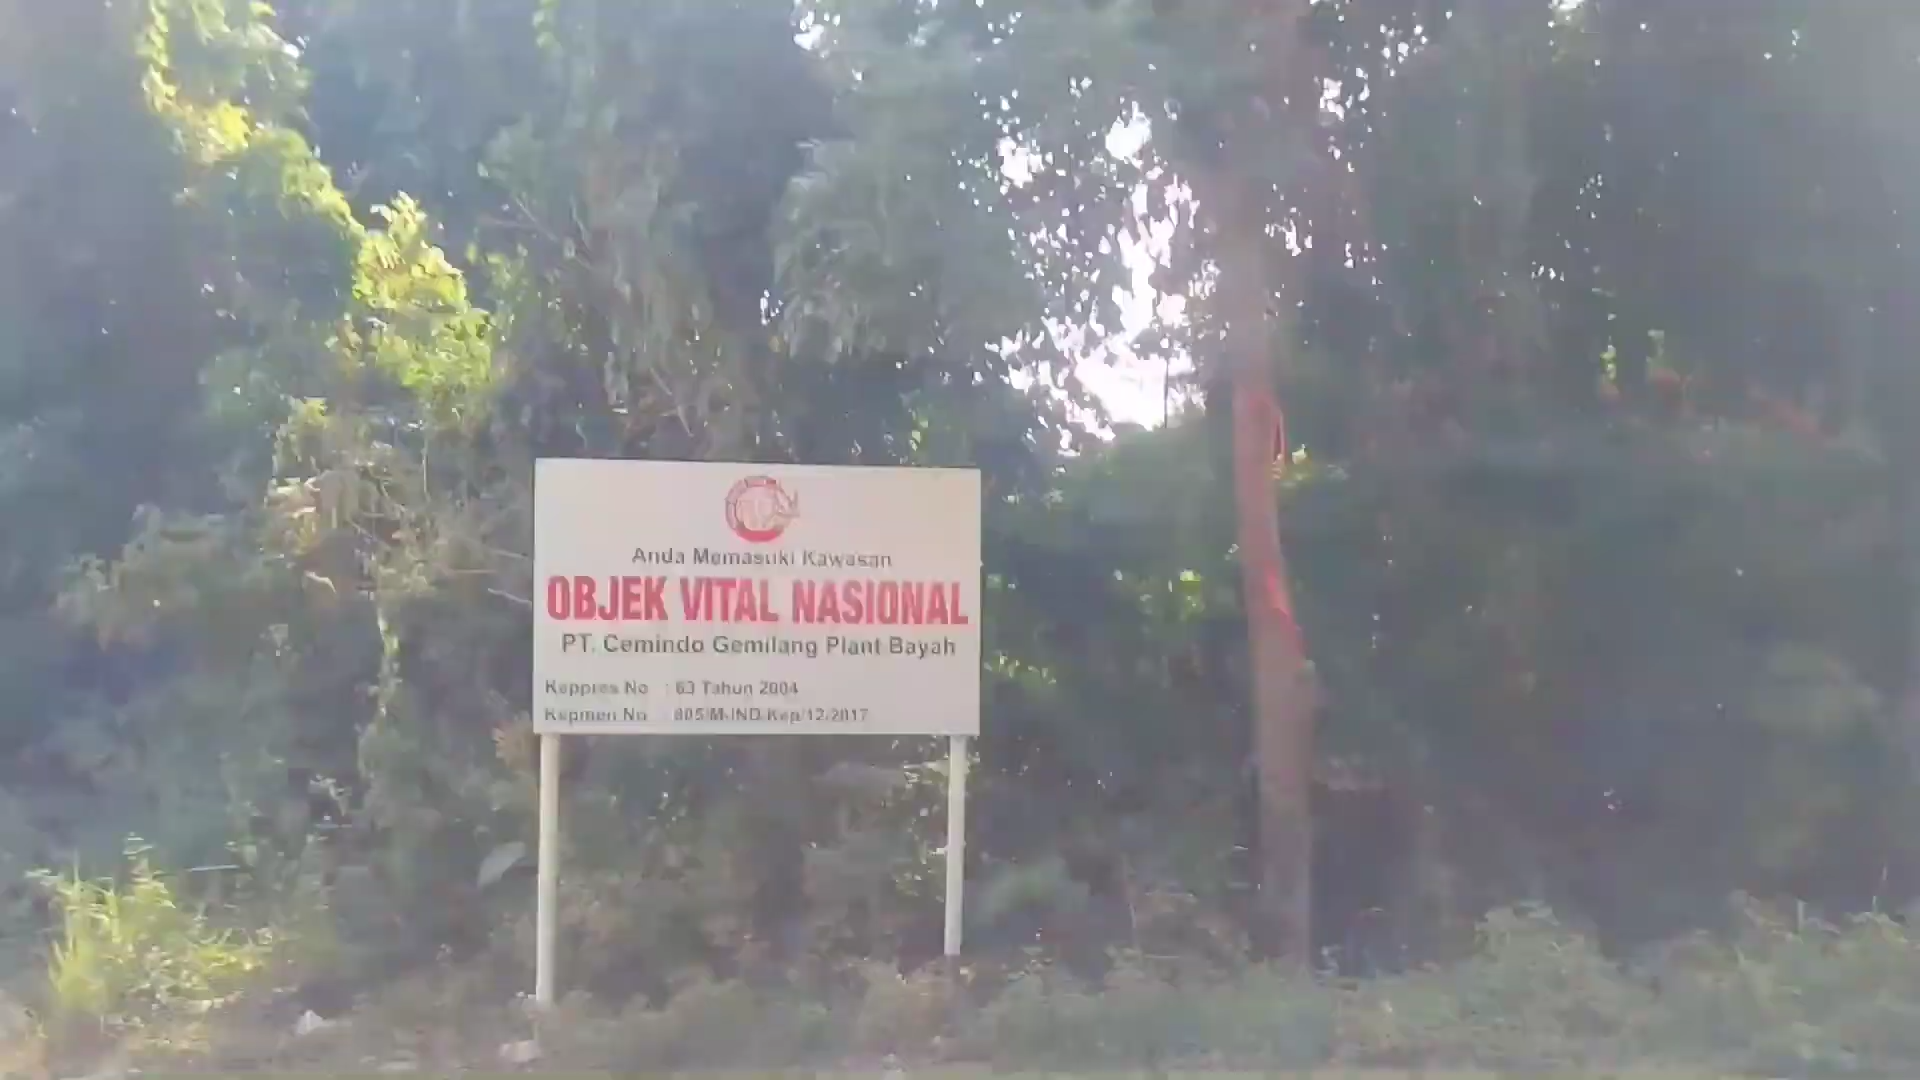 Anda Memasuki Kawasan
OBJEK VITAL NASIONAL
PT. Cemindo Gemilang Plant Bayah
Keppres No : 63 Tahun 2004
Kepmen No : 805/M-IND/Kep/12/2017